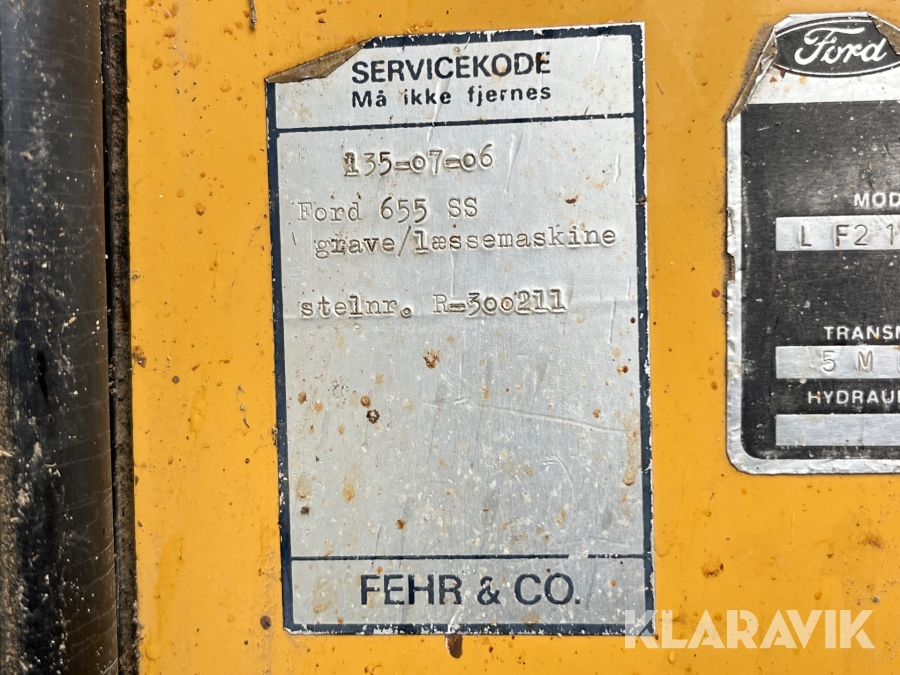 SERVICEKODE
Må ikke fjernes
135-07-06
Ford 655 SS
grave/læssemaskine
stelnr. R-300211
FEHR & CO.
Ford
MOD
L F2 1
TRANSM
5 M
HYDRAU
KLARAVIK